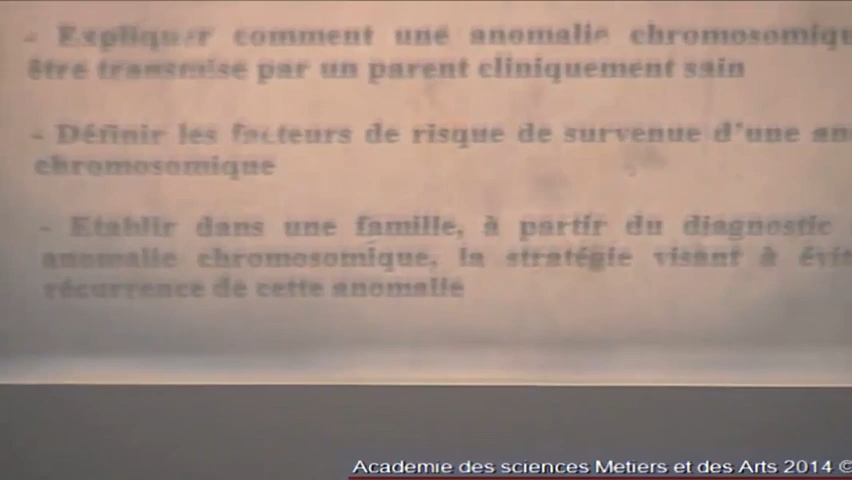 - Expliquer comment une anomalie chromosomiqu
être transmise par un parent cliniquement sain
- Définir les facteurs de risque de survenue d'une an
chromosomique
- Etablir dans une famille, à partir du diagnostic
anomalie chromosomique, la stratégie visant à évit
récurrence de cette anomalie
Academie des sciences Metiers et des Arts 2014 ©